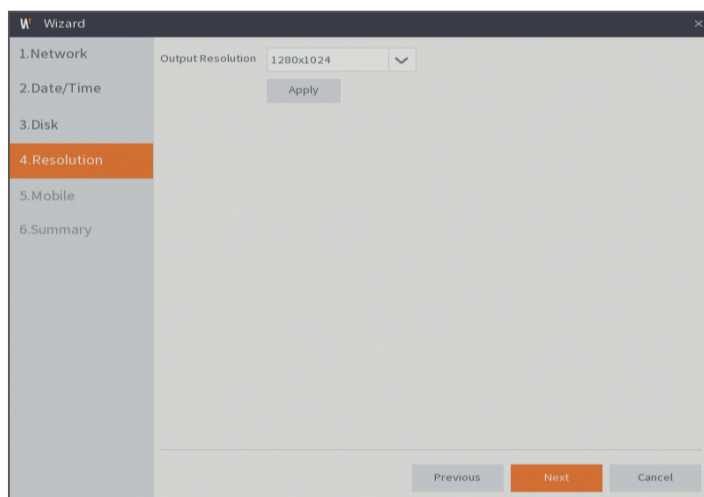 Wizard
1.Network
2.Date/Time
3.Disk
4.Resolution
5.Mobile
6.Summary
Output Resolution 1280x1024
Apply
Previous Next Cancel